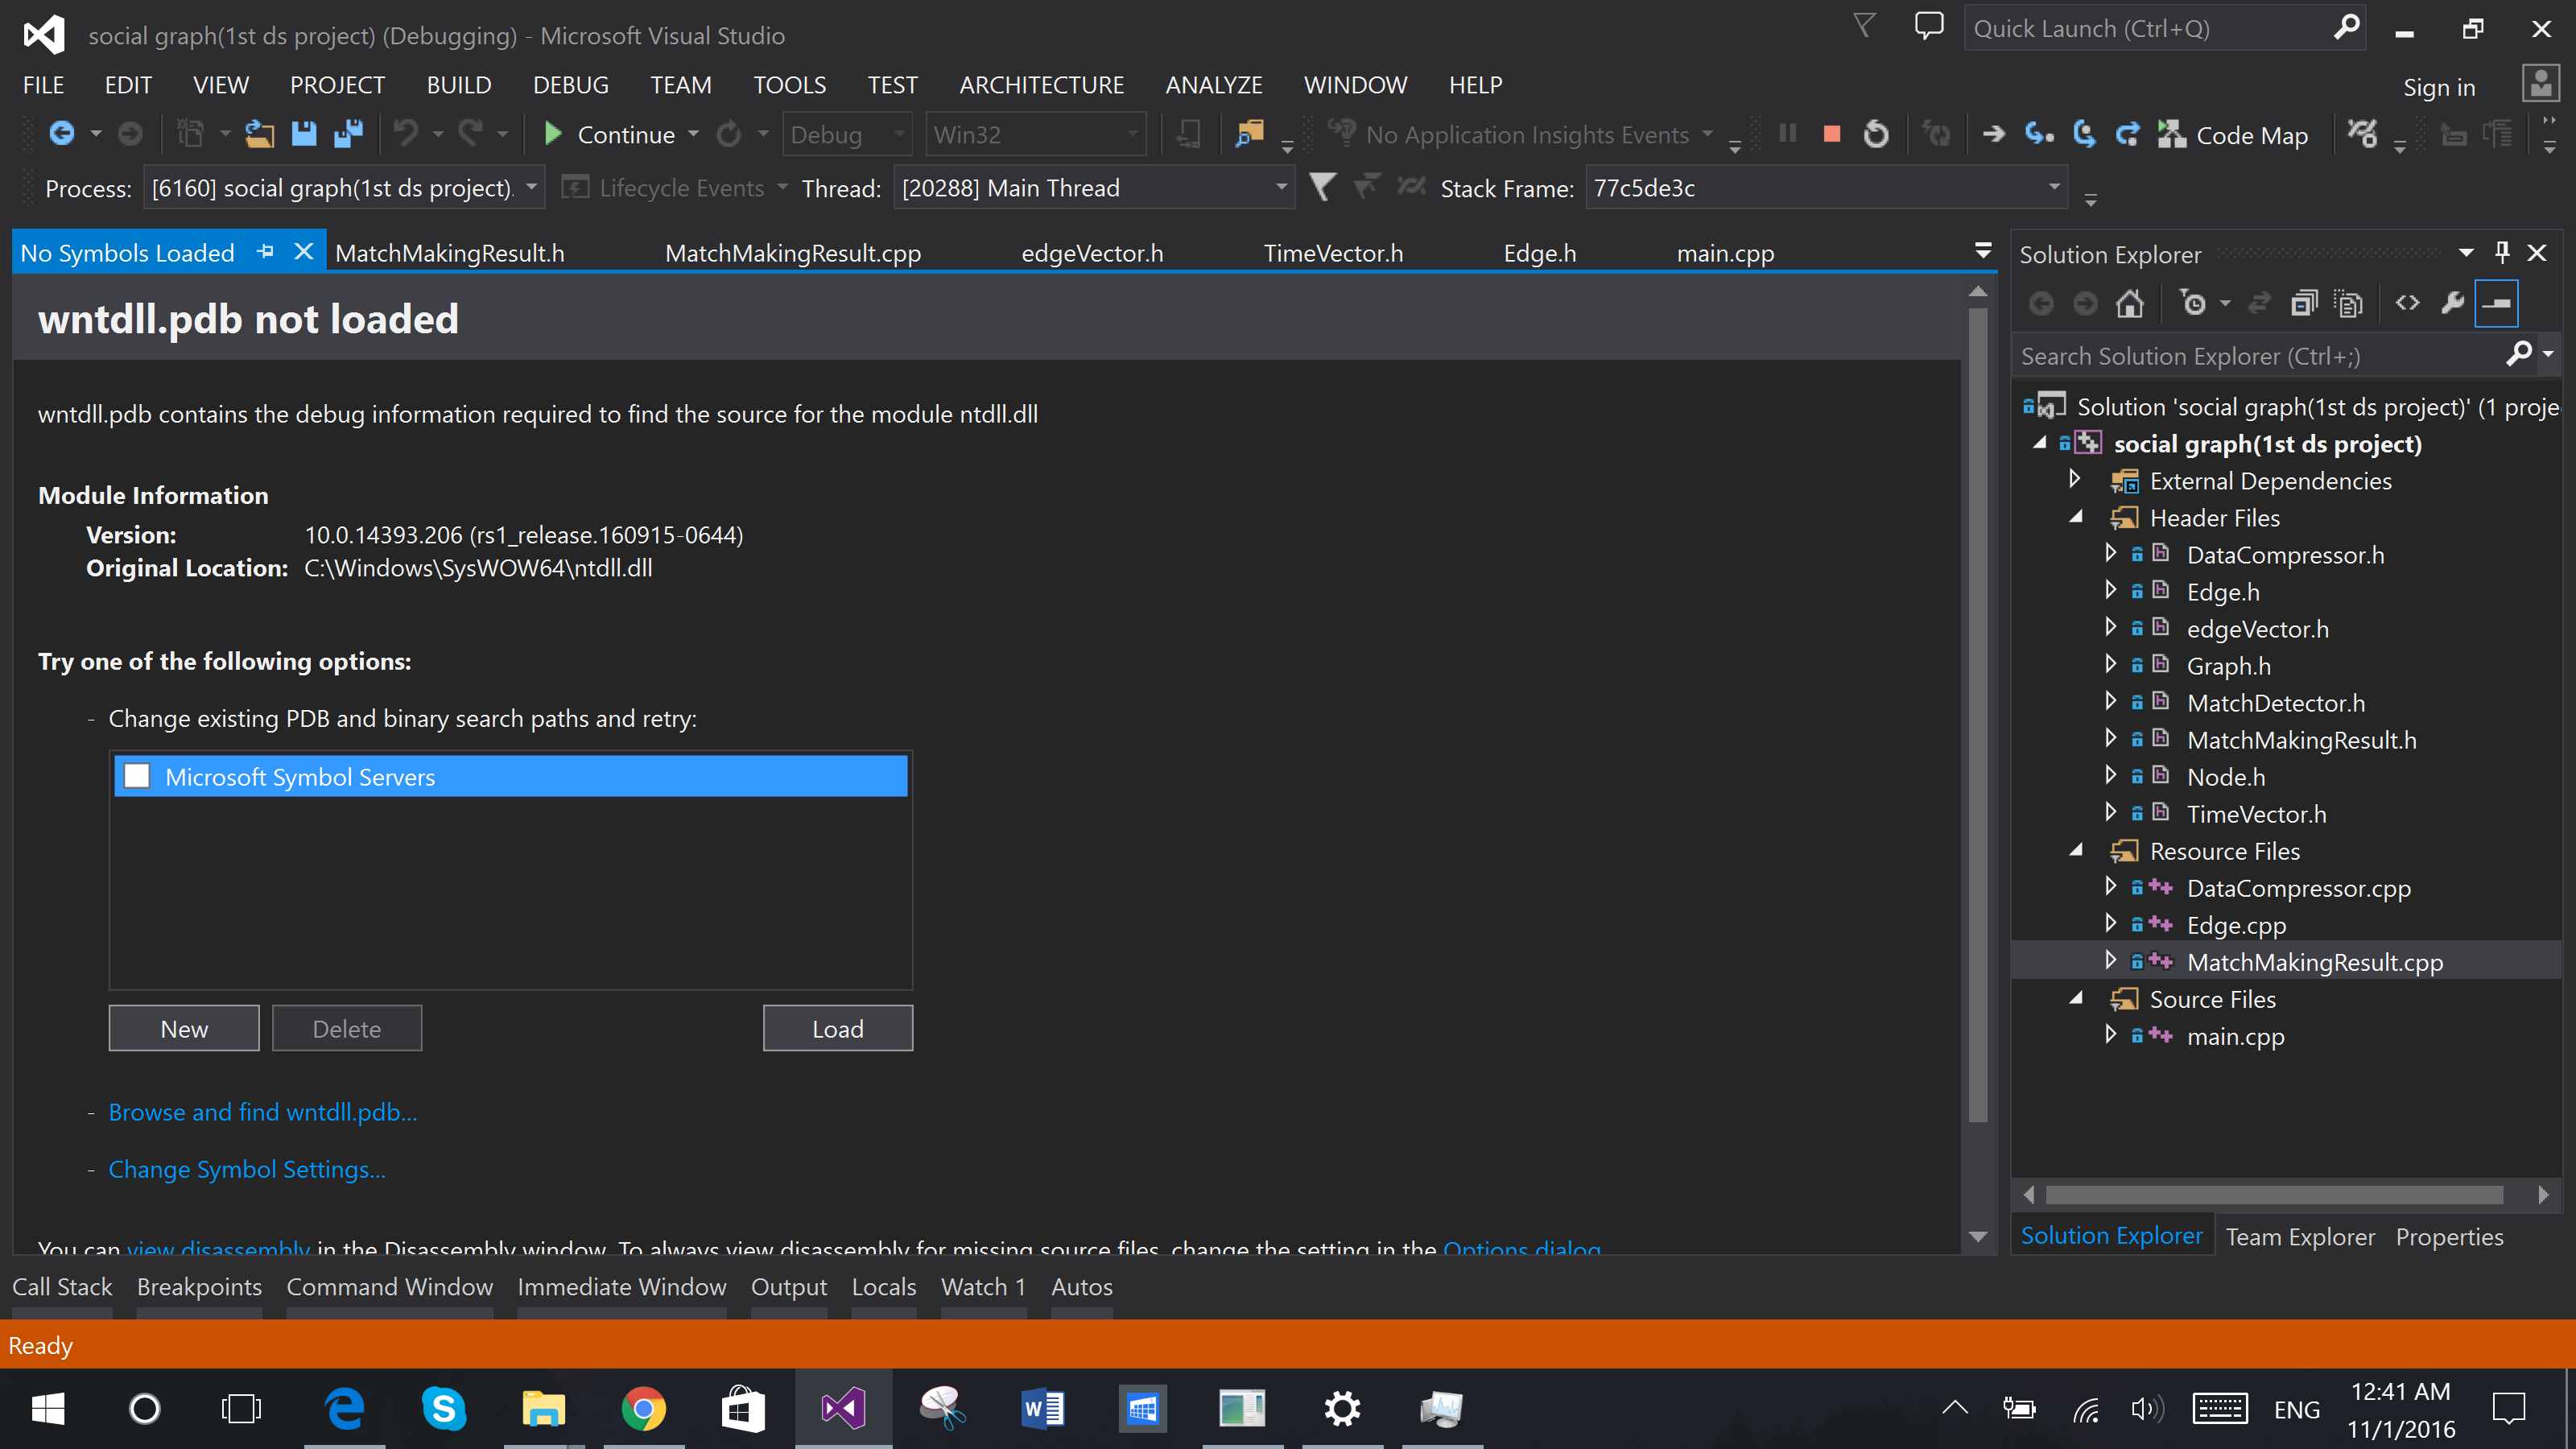 social graph(1st ds project) (Debugging) - Microsoft Visual Studio
Quick Launch (Ctrl+Q)
FILE EDIT VIEW PROJECT BUILD DEBUG TEAM TOOLS TEST ARCHITECTURE ANALYZE WINDOW HELP
Sign in
Continue Debug Win32 No Application Insights Events Code Map
Process: [6160] social graph(1st ds project). Lifecycle Events Thread: [20288] Main Thread Stack Frame: 77c5de3c
No Symbols Loaded MatchMakingResult.h MatchMakingResult.cpp edgeVector.h TimeVector.h Edge.h main.cpp
wntdll.pdb not loaded
wntdll.pdb contains the debug information required to find the source for the module ntdll.dll
Module Information
Version: 10.0.14393.206 (rs1_release.160915-0644)
Original Location: C:\Windows\SysWOW64\ntdll.dll
Try one of the following options:
- Change existing PDB and binary search paths and retry:
Microsoft Symbol Servers
New Delete Load
- Browse and find wntdll.pdb...
- Change Symbol Settings...
You can view disassembly in the Disassembly window. To always view disassembly for missing source files, change the setting in the Options dialog
Solution Explorer
Search Solution Explorer (Ctrl+;)
Solution 'social graph(1st ds project)' (1 proje
social graph(1st ds project)
External Dependencies
Header Files
DataCompressor.h
Edge.h
edgeVector.h
Graph.h
MatchDetector.h
MatchMakingResult.h
Node.h
TimeVector.h
Resource Files
DataCompressor.cpp
Edge.cpp
MatchMakingResult.cpp
Source Files
main.cpp
Solution Explorer Team Explorer Properties
Call Stack Breakpoints Command Window Immediate Window Output Locals Watch 1 Autos
Ready
ENG
12:41 AM
11/1/2016